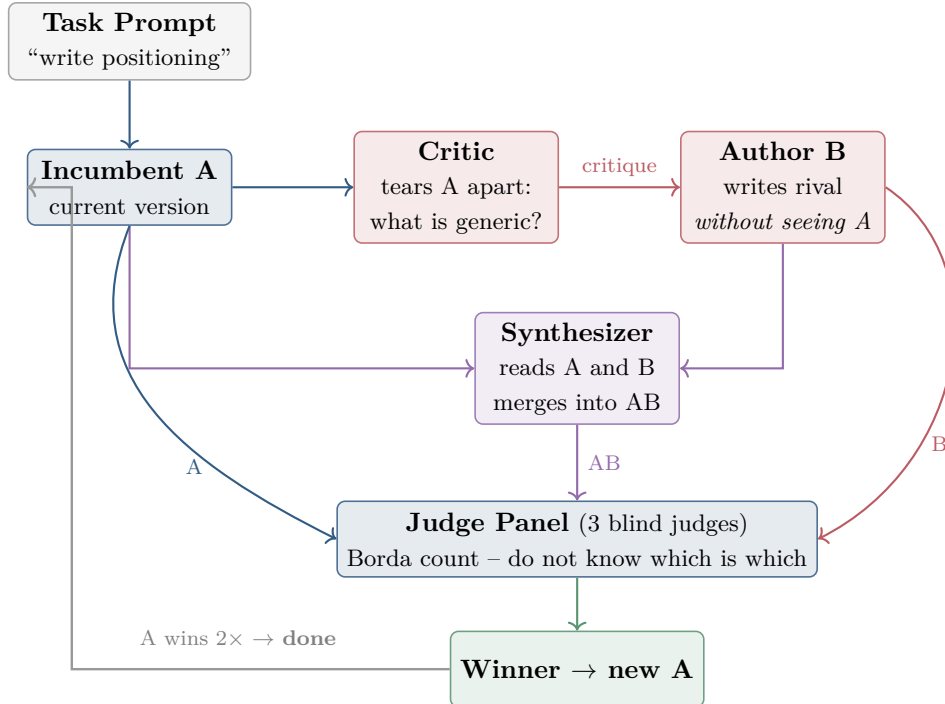 Task Prompt
“write positioning”
Incumbent A
current version
Critic
tears A apart:
what is generic?
critique
Author B
writes rival
without seeing A
Synthesizer
reads A and B
merges into AB
A
AB
B
Judge Panel (3 blind judges)
Borda count – do not know which is which
A wins 2× → done
Winner → new A